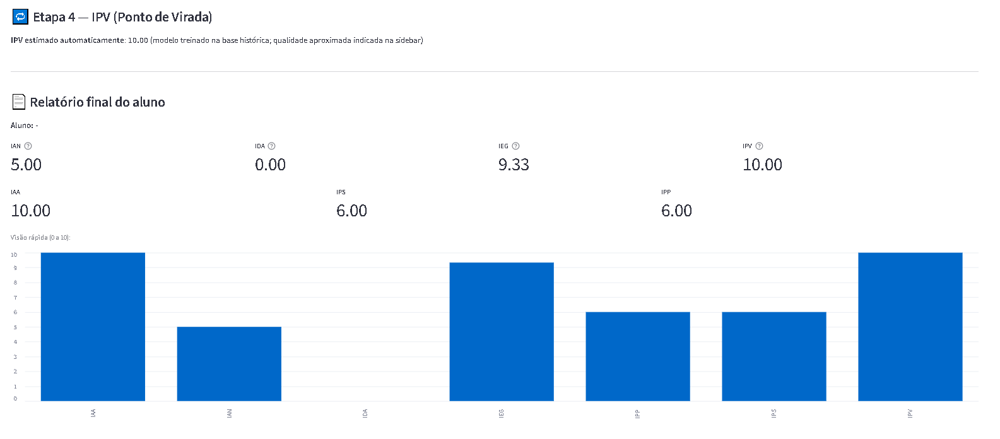 Etapa 4 — IPV (Ponto de Virada)
IPV estimado automaticamente: 10.00 (modelo treinado na base histórica; qualidade aproximada indicada na sidebar)
Relatório final do aluno
Aluno: -
IAN ? IDA ? IEG ? IPV ?
5.00 0.00 9.33 10.00
IAA IPS IPP
10.00 6.00 6.00
Visão rápida (0 a 10):
10
9
8
7
6
5
4
3
2
1
0
IAA IAN IDA IEG IPP IPS IPV